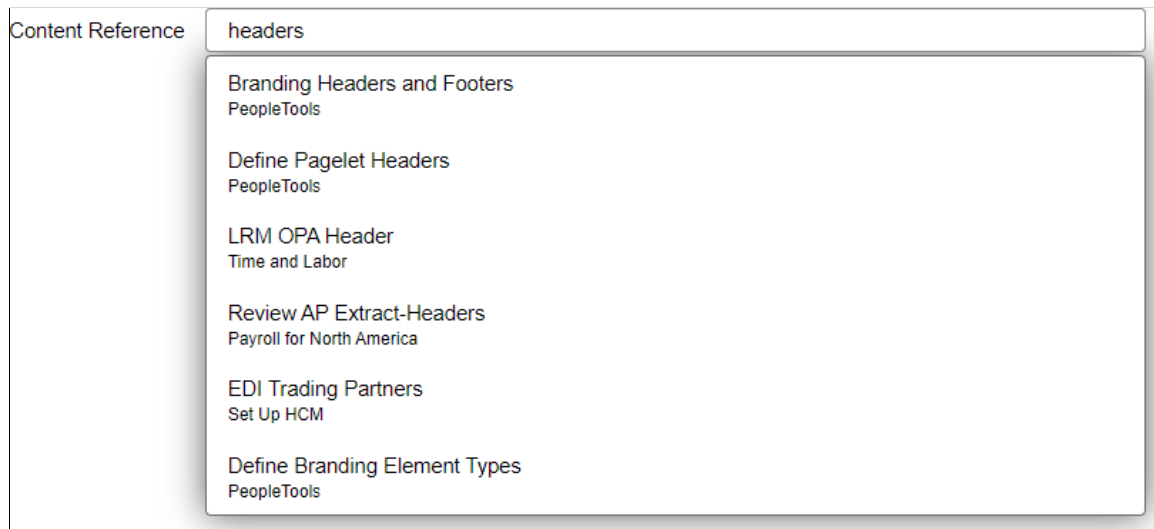 Content Reference headers
Branding Headers and Footers
PeopleTools
Define Pagelet Headers
PeopleTools
LRM OPA Header
Time and Labor
Review AP Extract-Headers
Payroll for North America
EDI Trading Partners
Set Up HCM
Define Branding Element Types
PeopleTools